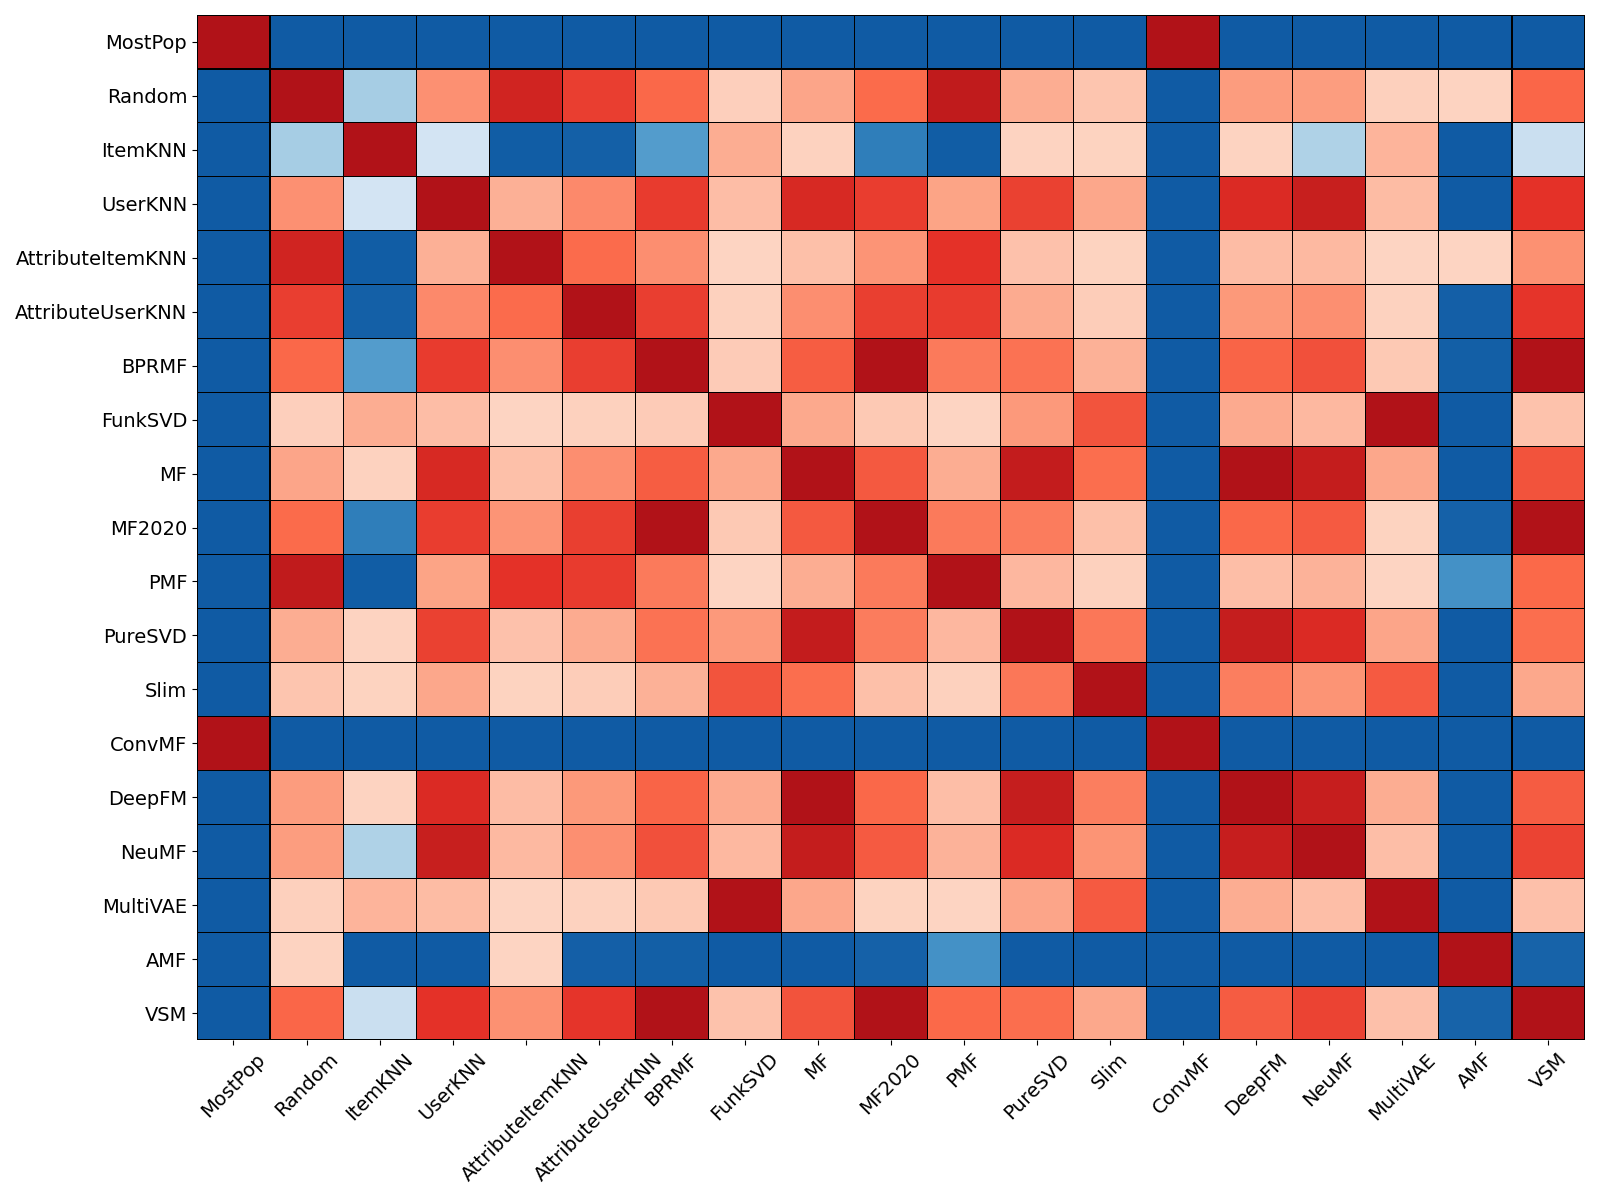 MostPop
Random
ItemKNN
UserKNN
AttributeItemKNN
AttributeUserKNN
BPRMF
FunkSVD
MF
MF2020
PMF
PureSVD
Slim
ConvMF
DeepFM
NeuMF
MultiVAE
AMF
VSM
MostPop
Random
ItemKNN
UserKNN
AttributeItemKNN
AttributeUserKNN
BPRMF
FunkSVD
MF
MF2020
PMF
PureSVD
Slim
ConvMF
DeepFM
NeuMF
MultiVAE
AMF
VSM